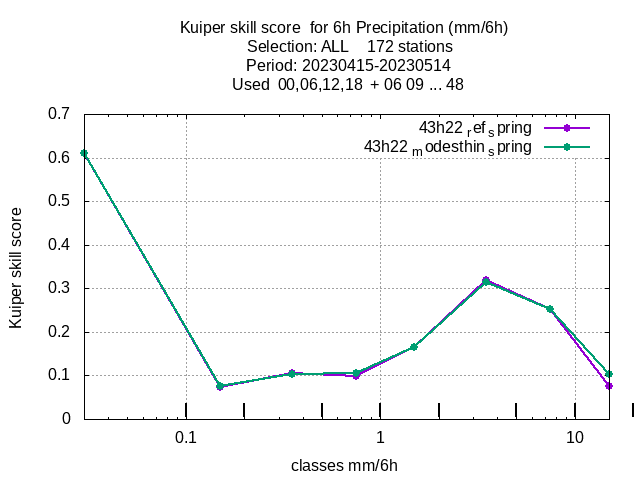 Kuiper skill score  for 6h Precipitation (mm/6h)
Selection: ALL    172 stations
Period: 20230415-20230514
Used  00,06,12,18  + 06 09 ... 48
43h22 ref spring
43h22 modesthin spring
0.7
0.6
0.5
0.4
0.3
0.2
0.1
0
Kuiper skill score
0.1 1 10
classes mm/6h